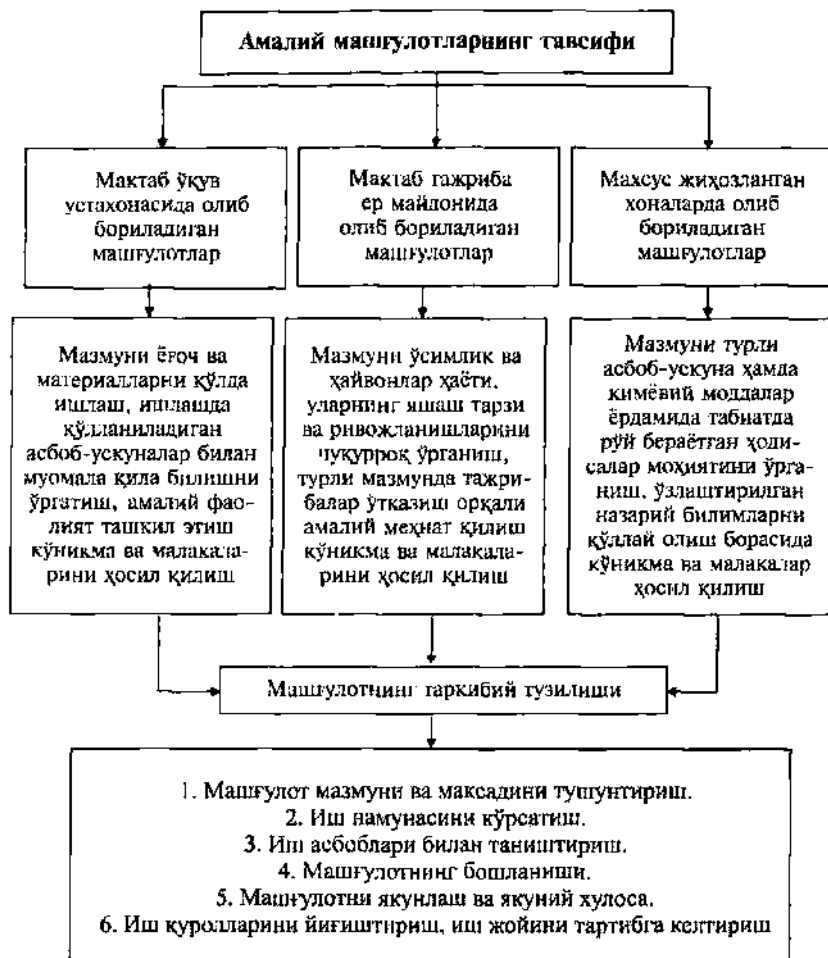 Амалий машғулотларнинг тавсифи
Мактаб ўқув
устахонасида олиб
бориладиган
машғулотлар
Мактаб тажриба
ер майдонида
олиб бориладиган
машғулотлар
Махсус жиҳозланган
хоналарда олиб
бориладиган
машғулотлар
Мазмуни ёғоч ва
материалларни қўлда
ишлаш, ишлашда
қўлланиладиган
асбоб-ускуналар билан
муомала қила билишни
ўргатиш, амалий фао-
лият ташкил этиш
кўникма ва малакала-
рини ҳосил қилиш
Мазмуни ўсимлик ва
ҳайвонлар ҳаёти,
уларнинг яшаш тарзи
ва ривожланишларини
чуқурроқ ўрганиш,
турли мазмунда тажри-
балар ўтказиш орқали
амалий меҳнат қилиш
кўникма ва малакала-
рини ҳосил қилиш
Мазмуни турли
асбоб-ускуна ҳамда
кимёвий моддалар
ёрдамида табиатда
рўй бераётган ҳоди-
салар моҳиятини ўрга-
ниш, ўзлаштирилган
назарий билимларни
қўллай олиш борасида
кўникма ва малакалар
ҳосил қилиш
Машғулотнинг таркибий тузилиши
1. Машғулот мазмуни ва мақсадини тушунтириш.
2. Иш намунасини кўрсатиш.
3. Иш асбоблари билан таништириш.
4. Машғулотнинг бошланиши.
5. Машғулотни якунлаш ва якуний хулоса.
6. Иш қуролларини йиғиштириш, иш жойини тартибга келтириш